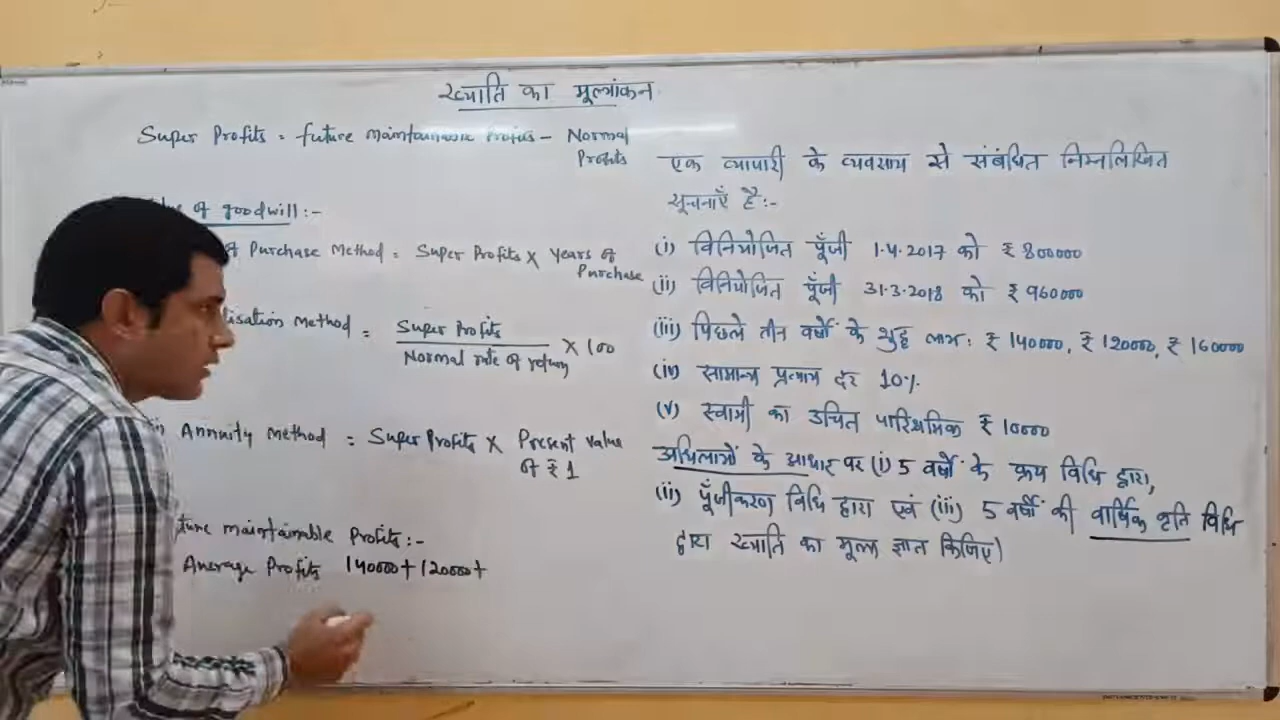 ख्याति का मूल्यांकन
Super Profits = future maintainable Profits - Normal
Profits
of goodwill :-
Purchase Method = Super Profits × Years of
Purchase
lisation Method = Super Profits
Normal rate of return × 100
Annuity Method = Super Profits × Present value
of ₹ 1
ture maintainable Profits :-
Average Profits 140000 + 120000 +
एक व्यापारी के व्यवसाय से संबंधित निम्नलिखित
सूचनाएँ है :-
(i) विनियोजित पूँजी 1.4.2017 को ₹ 800000
(ii) विनियोजित पूँजी 31.3.2018 को ₹ 960000
(iii) पिछले तीन वर्षों के शुद्ध लाभ : ₹ 140000, ₹ 120000, ₹ 160000
(iv) सामान्य प्रत्याय दर 10%
(v) स्वामी का उचित पारिश्रमिक ₹ 10000
अधिलाभों के आधार पर (i) 5 वर्षों के क्रय विधि द्वारा,
(ii) पूँजीकरण विधि द्वारा एवं (iii) 5 वर्षों की वार्षिक वृत्ति विधि
द्वारा ख्याति का मूल्य ज्ञात किजिए।